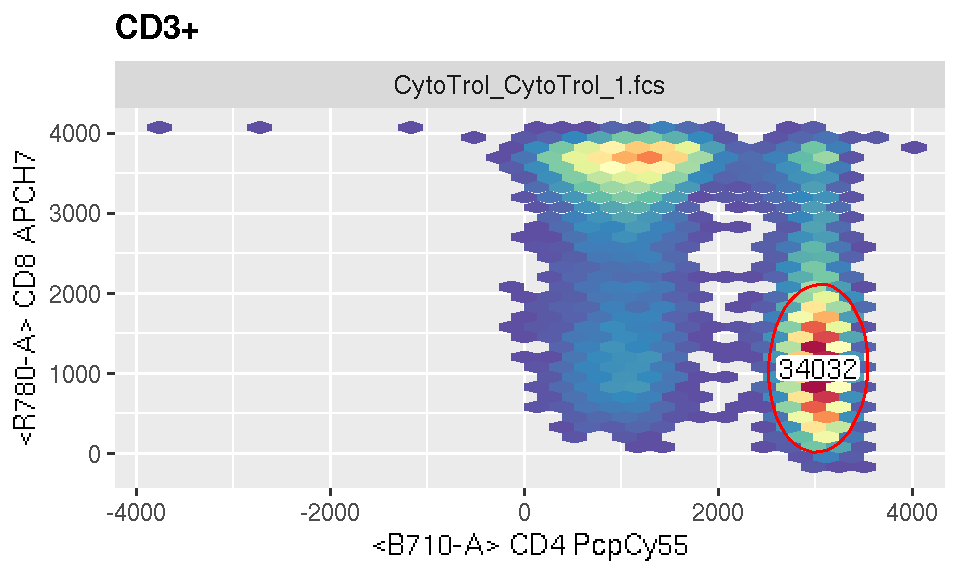 CD3+
CytoTrol_CytoTrol_1.fcs
<R780-A> CD8 APCH7
4000
3000
2000
1000
0
34032
-4000
-2000
0
2000
4000
<B710-A> CD4 PcpCy55